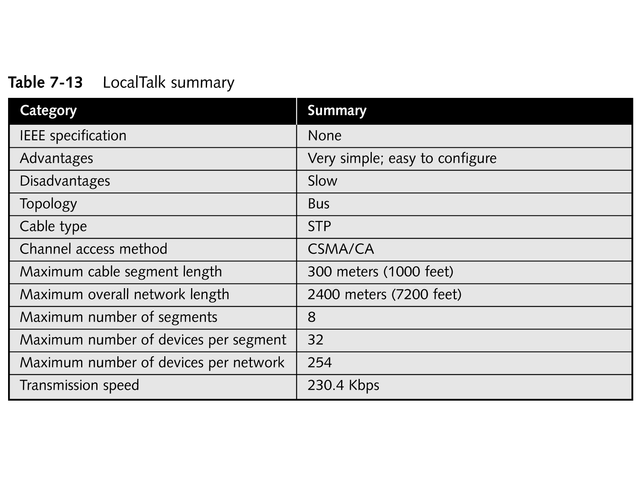 Table 7-13 LocalTalk summary
Category Summary
IEEE specification None
Advantages Very simple; easy to configure
Disadvantages Slow
Topology Bus
Cable type STP
Channel access method CSMA/CA
Maximum cable segment length 300 meters (1000 feet)
Maximum overall network length 2400 meters (7200 feet)
Maximum number of segments 8
Maximum number of devices per segment 32
Maximum number of devices per network 254
Transmission speed 230.4 Kbps